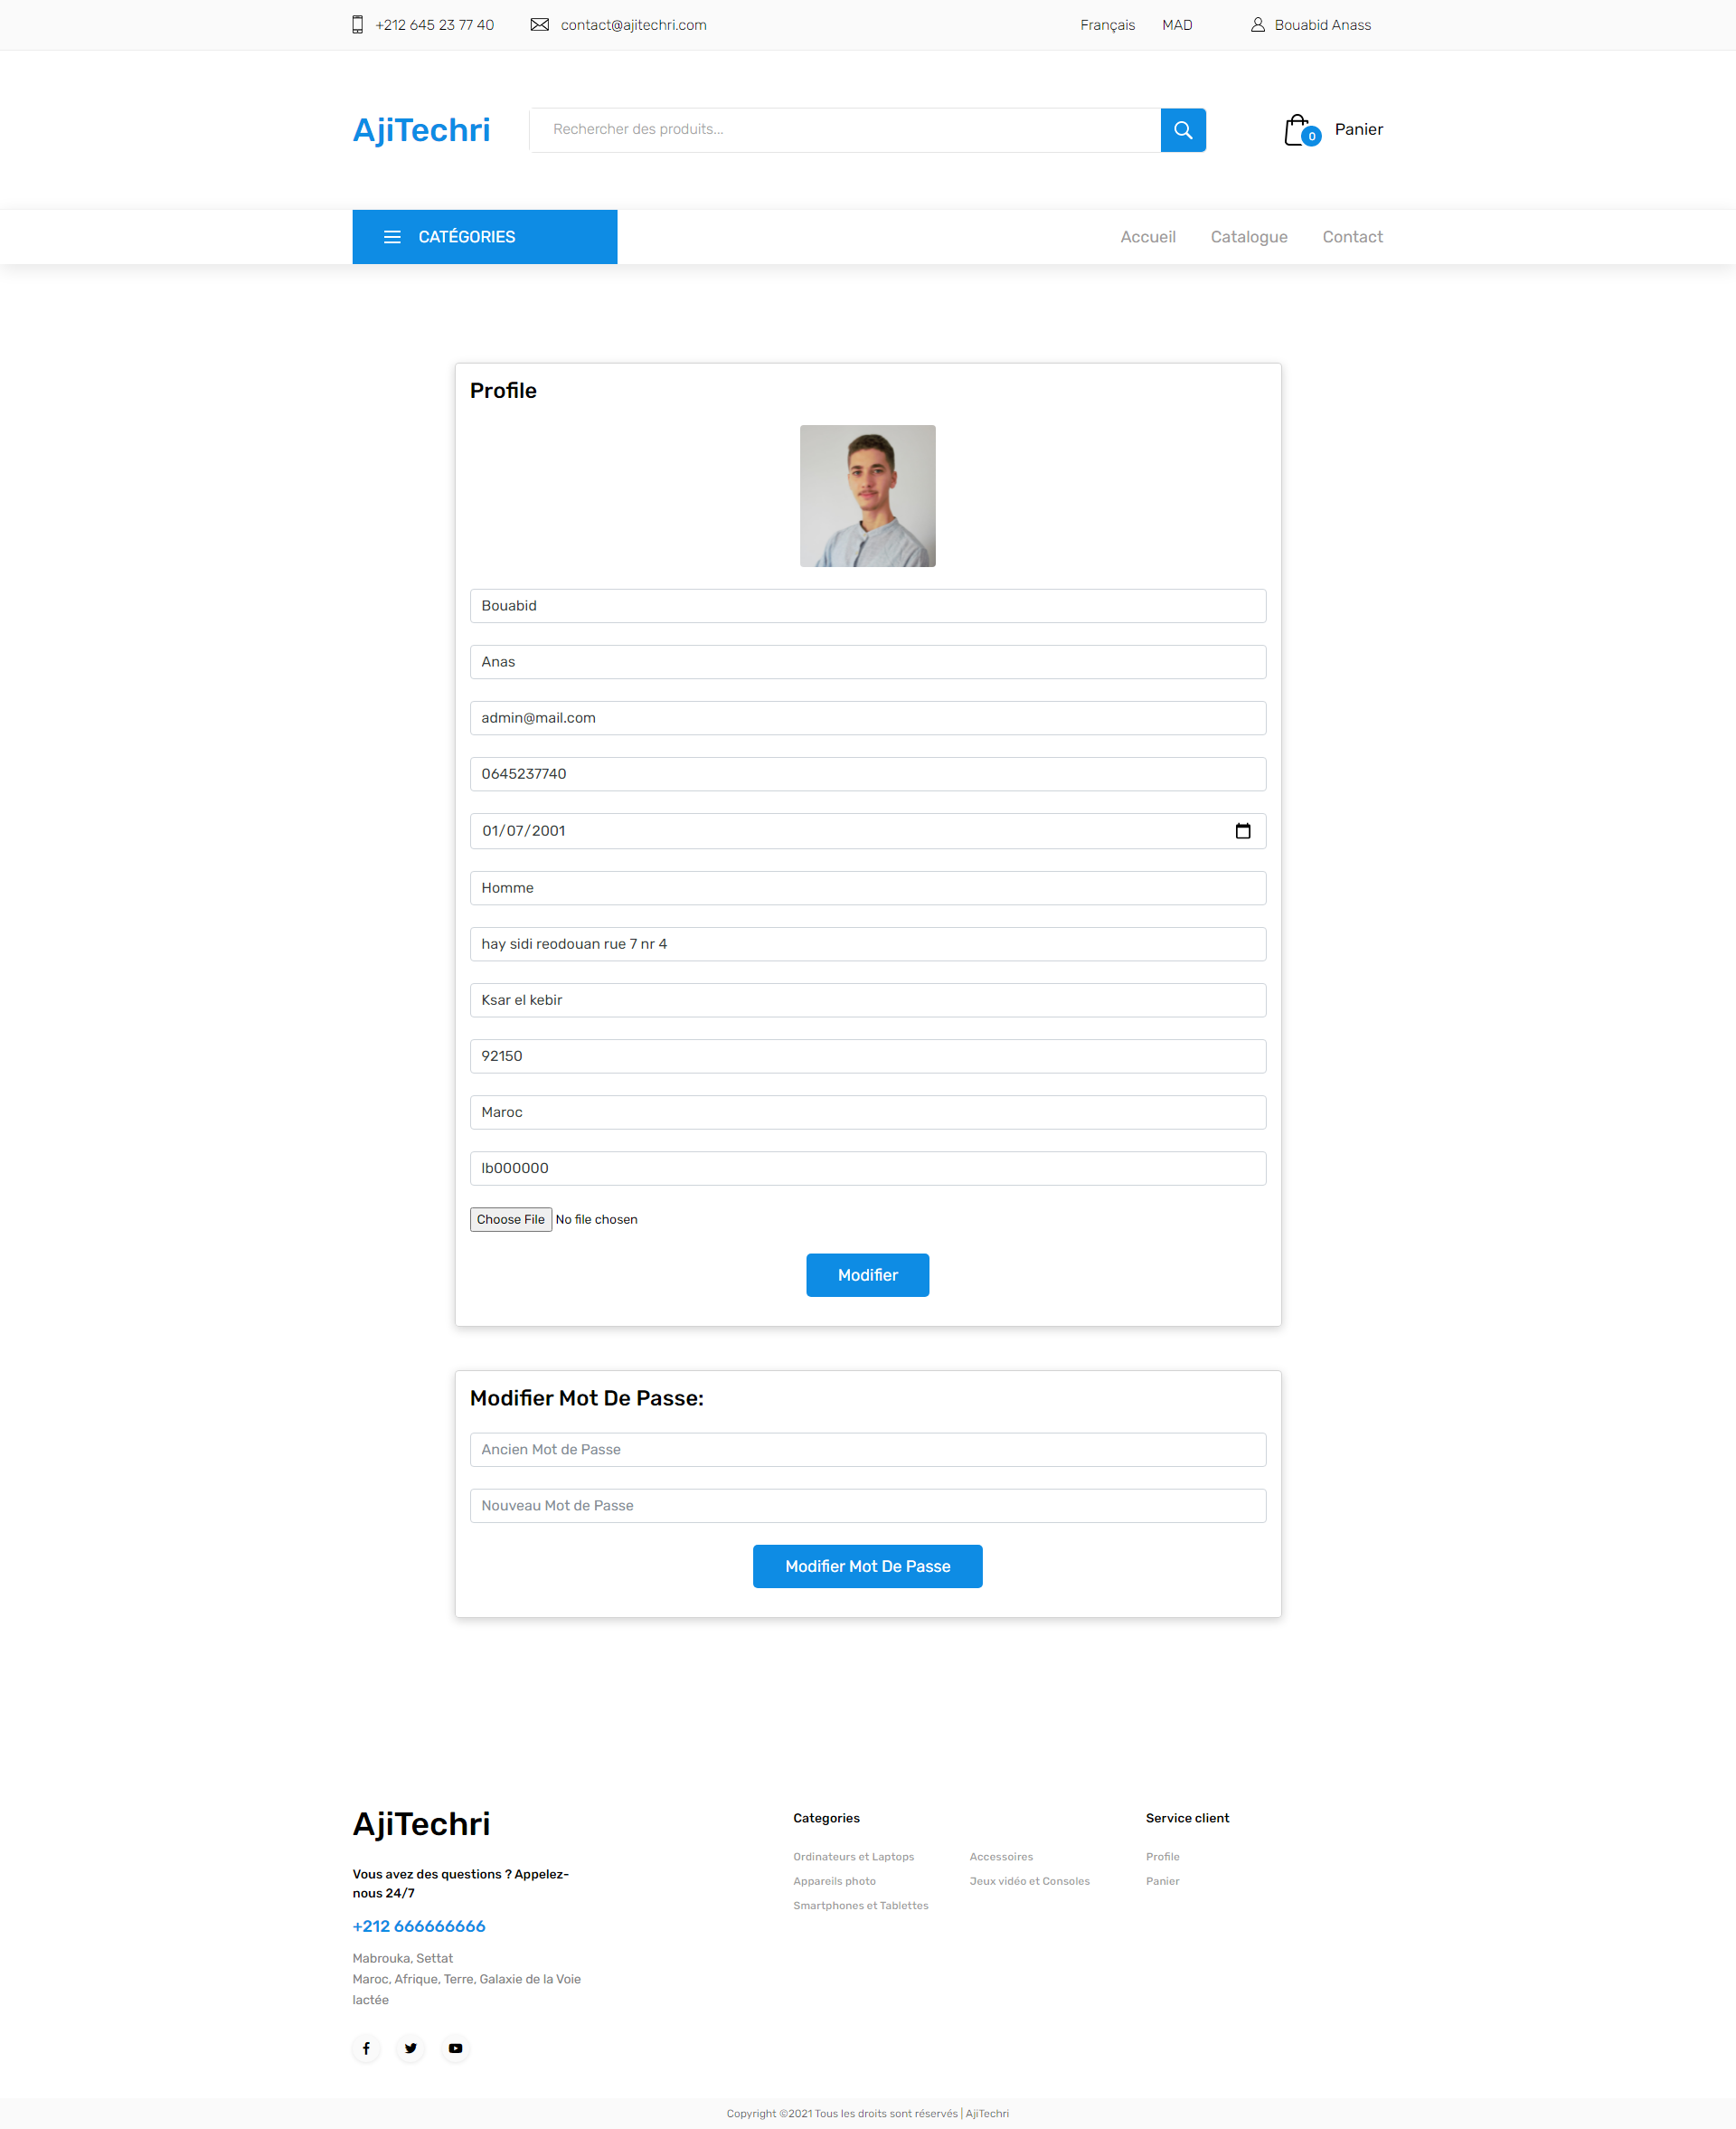 +212 645 23 77 40 contact@ajitechri.com Français MAD Bouabid Anass
AjiTechri Rechercher des produits... 0 Panier
CATÉGORIES Accueil Catalogue Contact
Profile
Bouabid
Anas
admin@mail.com
0645237740
01/07/2001
Homme
hay sidi reodouan rue 7 nr 4
Ksar el kebir
92150
Maroc
lb000000
Choose File No file chosen
Modifier
Modifier Mot De Passe:
Ancien Mot de Passe
Nouveau Mot de Passe
Modifier Mot De Passe
AjiTechri
Vous avez des questions ? Appelez-
nous 24/7
+212 666666666
Mabrouka, Settat
Maroc, Afrique, Terre, Galaxie de la Voie
lactée
Categories
Ordinateurs et Laptops
Appareils photo
Smartphones et Tablettes
Accessoires
Jeux vidéo et Consoles
Service client
Profile
Panier
Copyright ©2021 Tous les droits sont réservés | AjiTechri